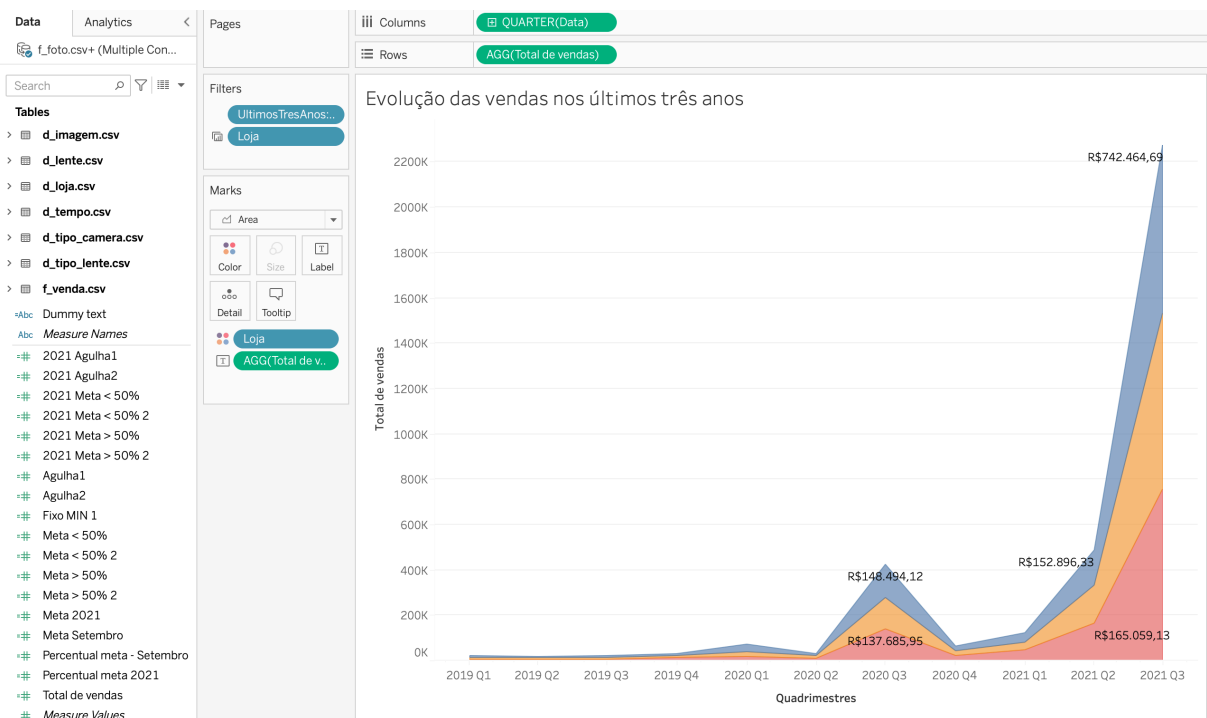 Data
Analytics
f_foto.csv+ (Multiple Con...
Search
Tables
d_imagem.csv
d_lente.csv
d_loja.csv
d_tempo.csv
d_tipo_camera.csv
d_tipo_lente.csv
f_venda.csv
=Abc Dummy text
Abc Measure Names
=# 2021 Agulha1
=# 2021 Agulha2
=# 2021 Meta < 50%
=# 2021 Meta < 50% 2
=# 2021 Meta > 50%
=# 2021 Meta > 50% 2
=# Agulha1
=# Agulha2
=# Fixo MIN 1
=# Meta < 50%
=# Meta < 50% 2
=# Meta > 50%
=# Meta > 50% 2
=# Meta 2021
=# Meta Setembro
=# Percentual meta - Setembro
=# Percentual meta 2021
=# Total de vendas
# Measure Values
Pages
Filters
UltimosTresAnos:..
Loja
Marks
Area
Color
Size
T
Label
Detail
Tooltip
Loja
T AGG(Total de v..
Columns
QUARTER(Data)
Rows
AGG(Total de vendas)
Evolução das vendas nos últimos três anos
Total de vendas
2200K
2000K
1800K
1600K
1400K
1200K
1000K
800K
600K
400K
200K
0K
R$742.464,69
R$152.896,33
R$148.494,12
R$137.685,95
R$165.059,13
2019 Q1
2019 Q2
2019 Q3
2019 Q4
2020 Q1
2020 Q2
2020 Q3
2020 Q4
2021 Q1
2021 Q2
2021 Q3
Quadrimestres